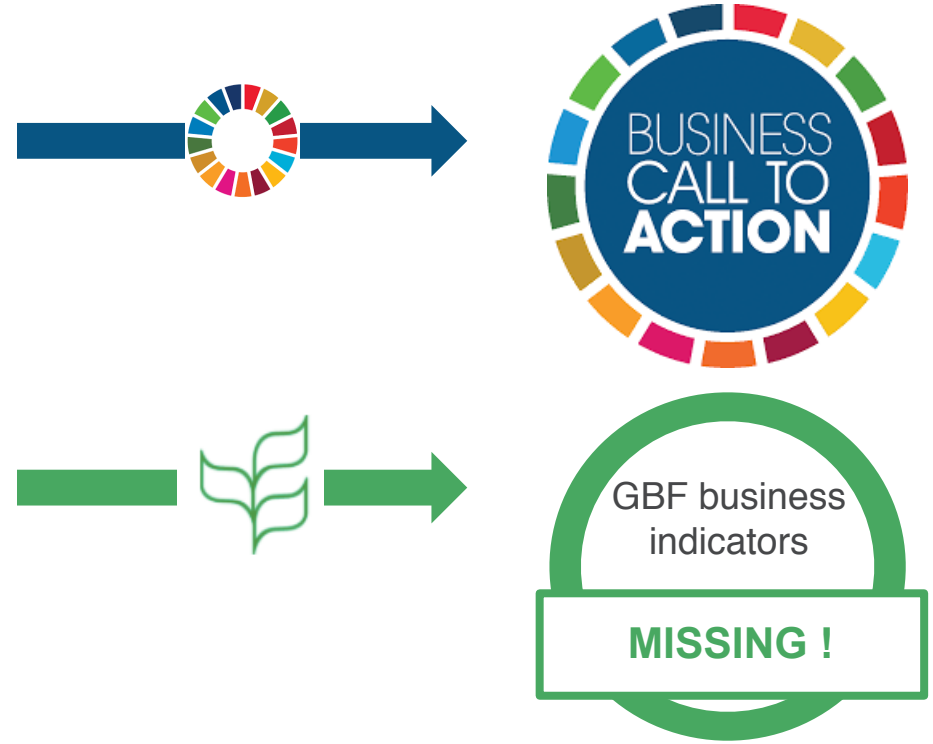 BUSINESS
CALL TO
ACTION
GBF business
indicators
MISSING !